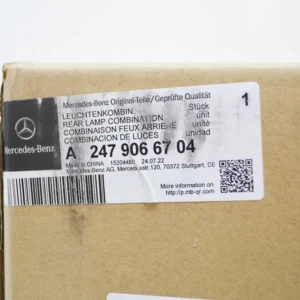 Mercedes-Benz Original-Teile/Geprüfte Qualität
LEUCHTENKOMBIN.
REAR LAMP COMBINATION
COMBINAISON FEUX ARRIERE
COMBINACION DE LUCES
Stück
unit
unité
unidad
1
Mercedes-Benz
A 247 906 67 04
Made in CHINA 15204480 24.07.22
Mercedes-Benz AG, Mercedesstr.120, 70372 Stuttgart, DE
More information on
https://p.mb-qr.com